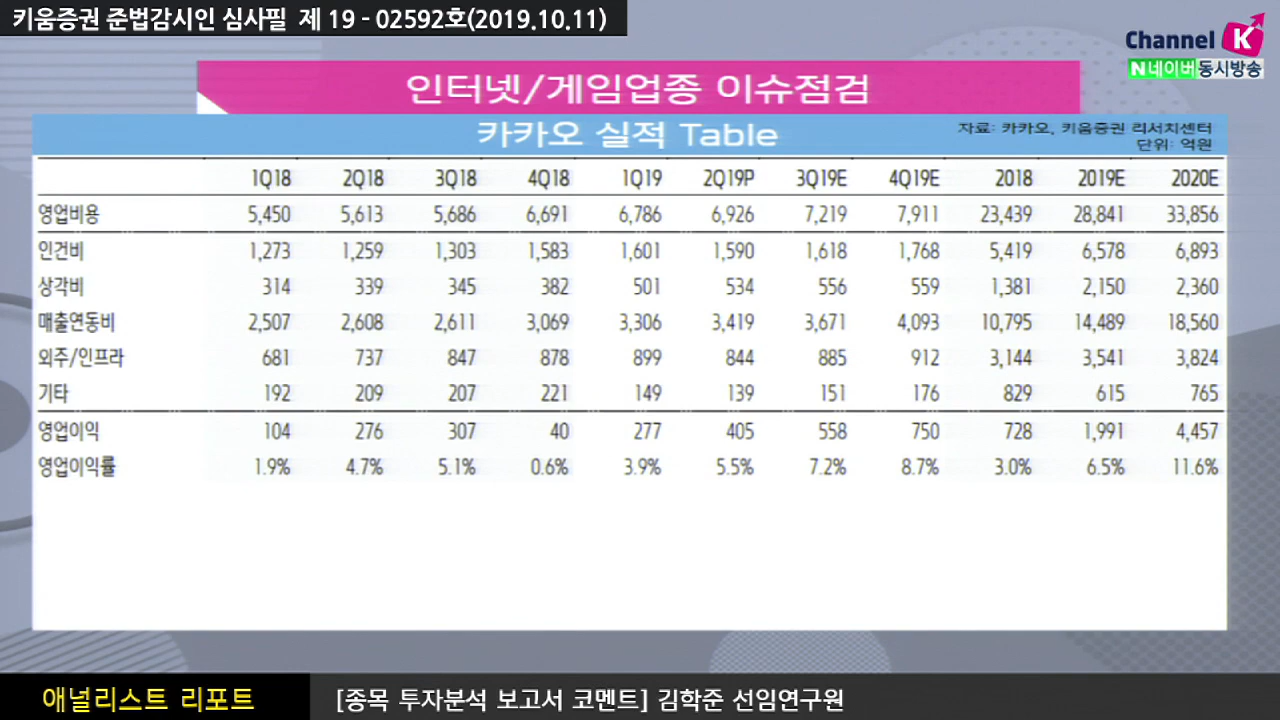 키움증권 준법감시인 심사필 제 19 - 02592호(2019.10.11)
Channel K
N네이버동시방송
인터넷/게임업종 이슈점검
카카오 실적 Table
자료: 카카오, 키움증권 리서치센터
단위: 억원
1Q18 2Q18 3Q18 4Q18 1Q19 2Q19P 3Q19E 4Q19E 2018 2019E 2020E
영업비용 5,450 5,613 5,686 6,691 6,786 6,926 7,219 7,911 23,439 28,841 33,856
인건비 1,273 1,259 1,303 1,583 1,601 1,590 1,618 1,768 5,419 6,578 6,893
상각비 314 339 345 382 501 534 556 559 1,381 2,150 2,360
매출연동비 2,507 2,608 2,611 3,069 3,306 3,419 3,671 4,093 10,795 14,489 18,560
외주/인프라 681 737 847 878 899 844 885 912 3,144 3,541 3,824
기타 192 209 207 221 149 139 151 176 829 615 765
영업이익 104 276 307 40 277 405 558 750 728 1,991 4,457
영업이익률 1.9% 4.7% 5.1% 0.6% 3.9% 5.5% 7.2% 8.7% 3.0% 6.5% 11.6%
애널리스트 리포트
[종목 투자분석 보고서 코멘트] 김학준 선임연구원